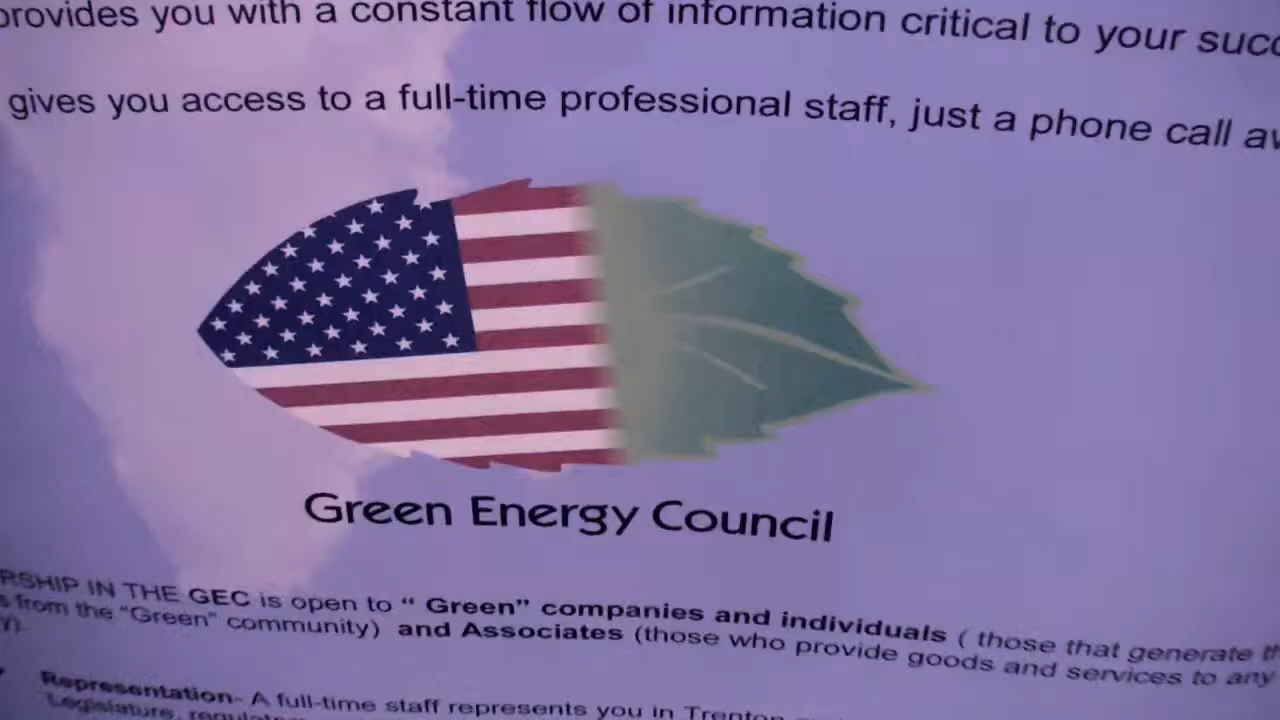 provides you with a constant flow of information critical to your succ
gives you access to a full-time professional staff, just a phone call aw
Green Energy Council
RSHIP IN THE GEC is open to “ Green” companies and individuals ( those that generate th
s from the “Green” community) and Associates (those who provide goods and services to any
y).
Representation- A full-time staff represents you in Trenton
Legislature, regulat